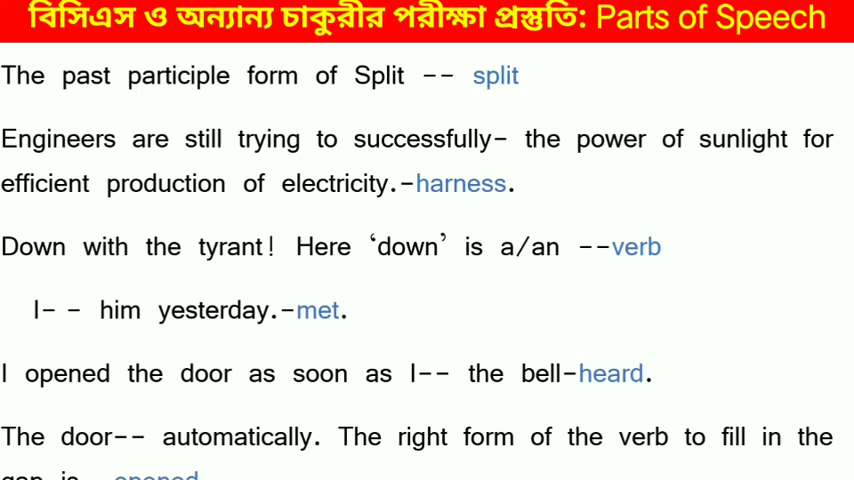 বিসিএস ও অন্যান্য চাকুরীর পরীক্ষা প্রস্তুতি: Parts of Speech
The past participle form of Split -- split
Engineers are still trying to successfully- the power of sunlight for
efficient production of electricity.-harness.
Down with the tyrant! Here ‘down’ is a/an --verb
I- - him yesterday.-met.
I opened the door as soon as I-- the bell-heard.
The door-- automatically. The right form of the verb to fill in the
gap is- opened